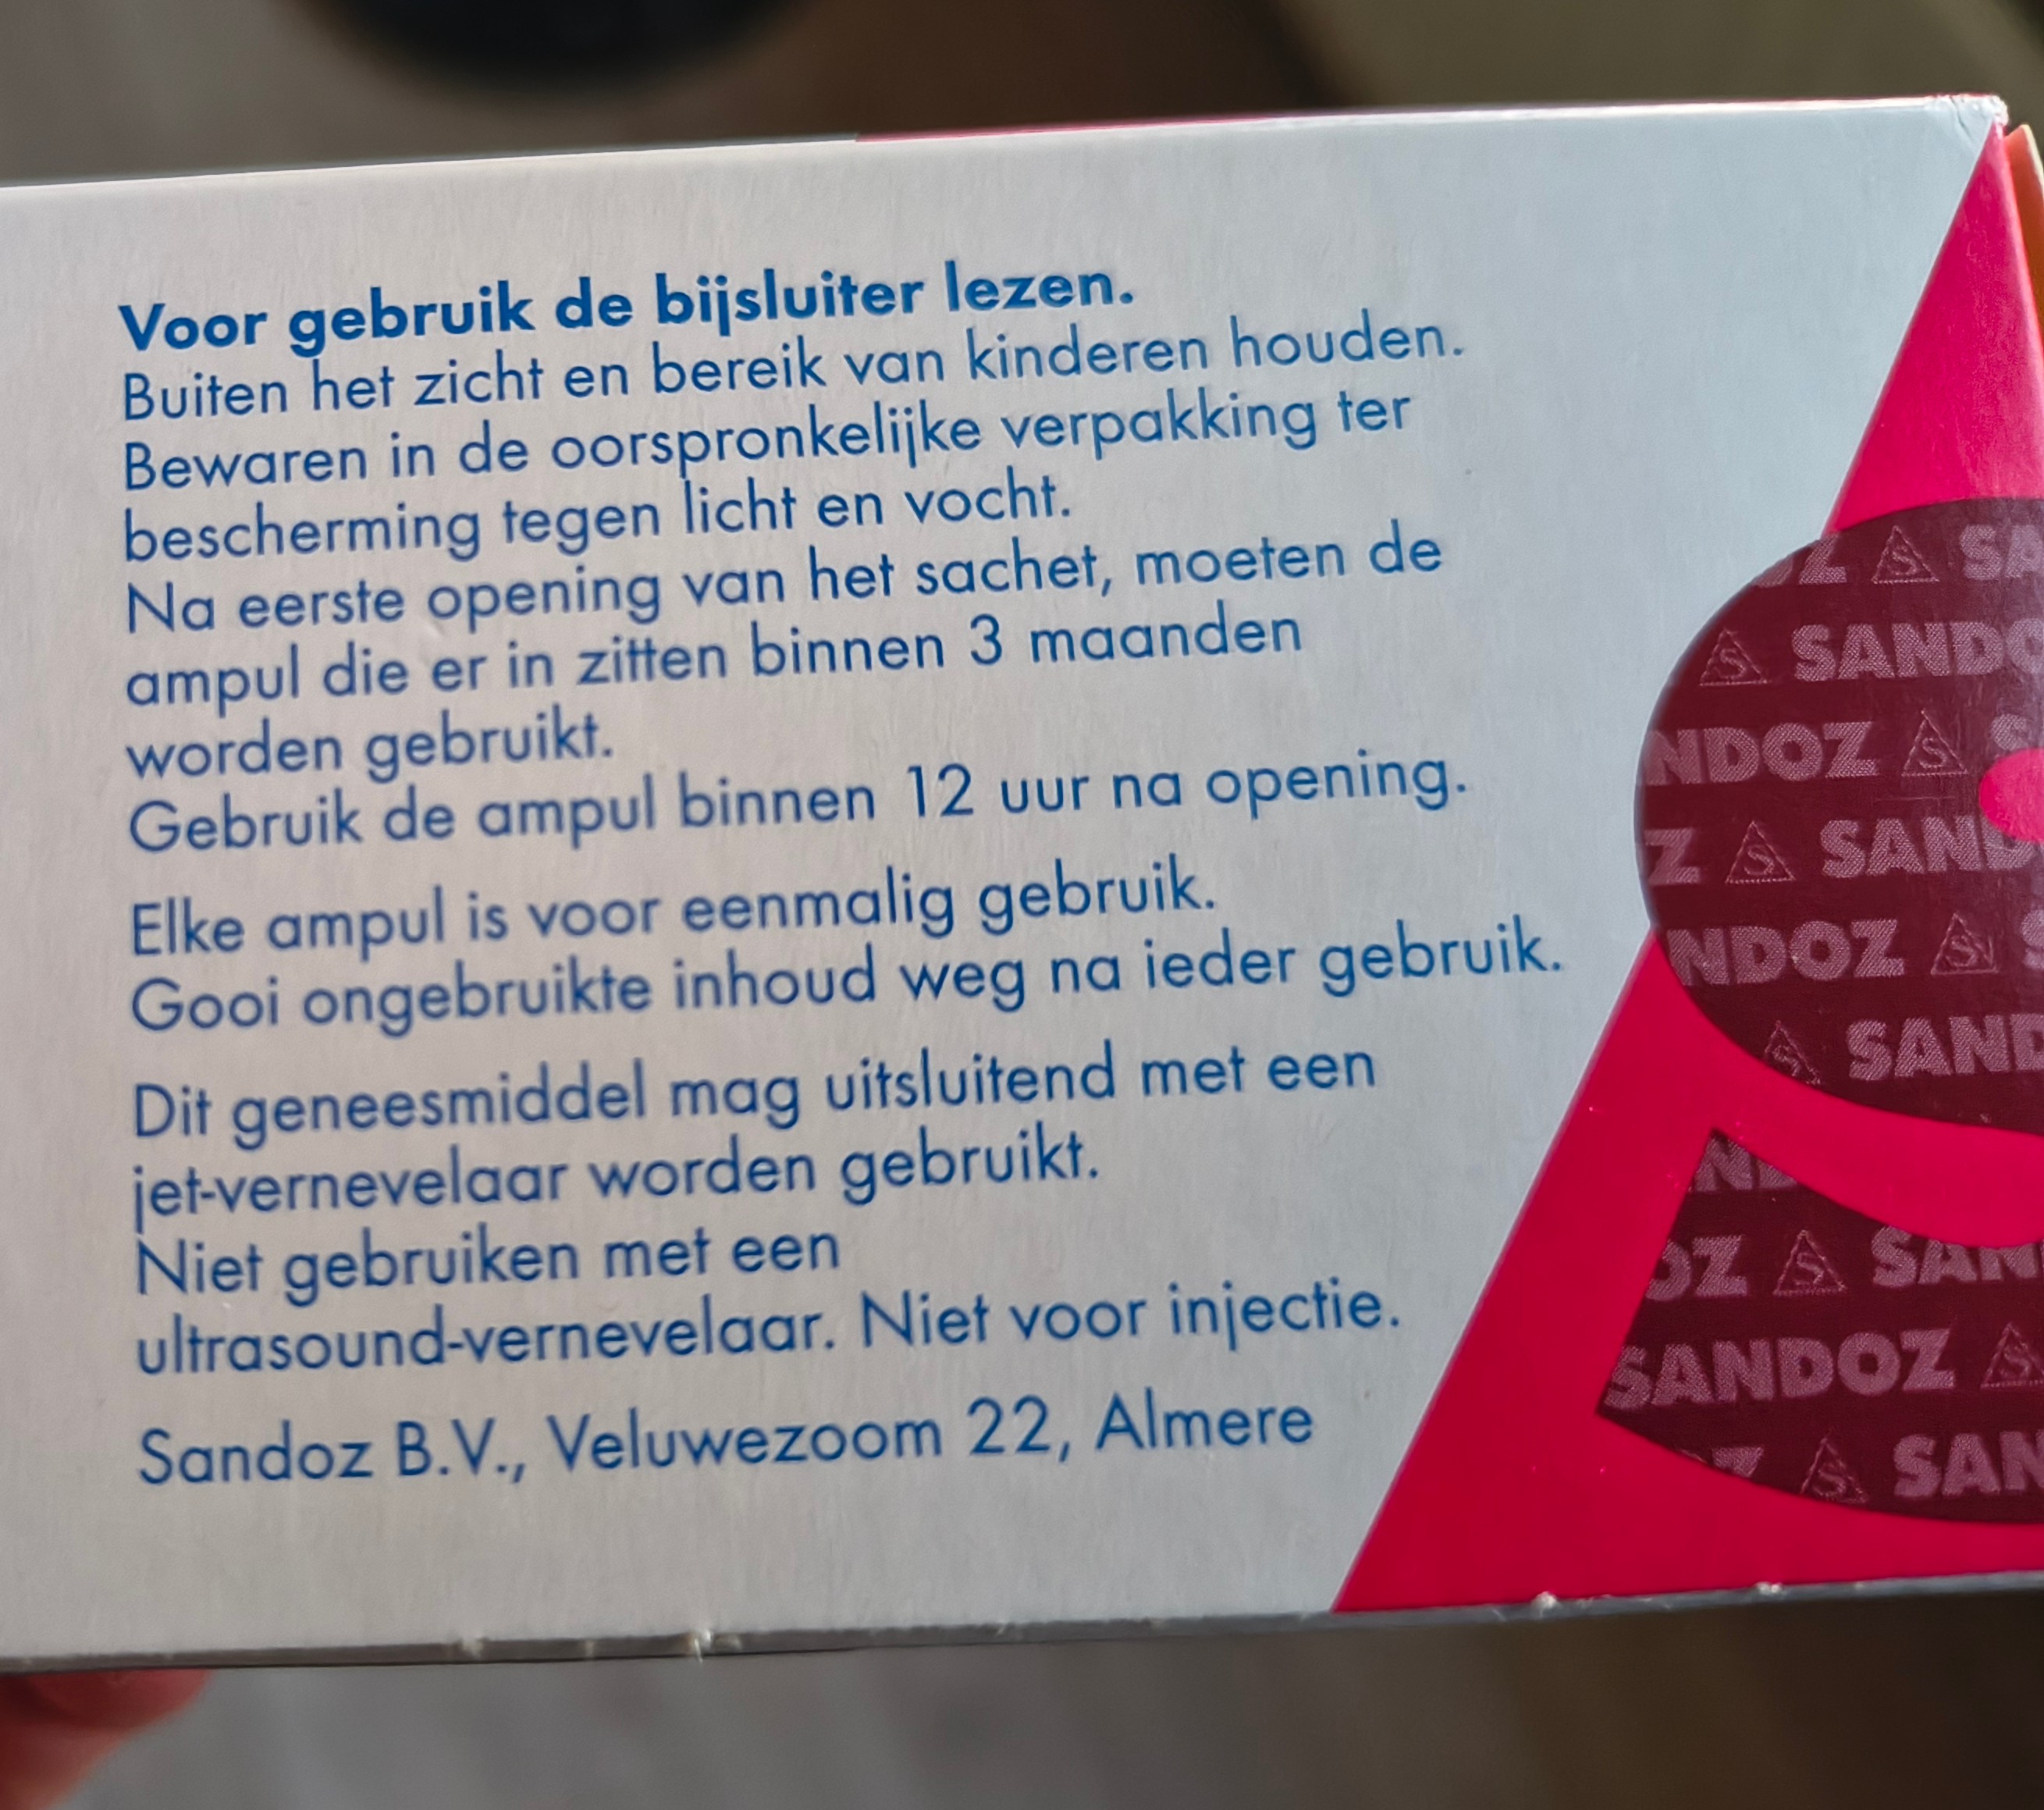 Voor gebruik de bijsluiter lezen.
Buiten het zicht en bereik van kinderen houden.
Bewaren in de oorspronkelijke verpakking ter
bescherming tegen licht en vocht.
Na eerste opening van het sachet, moeten de
ampul die er in zitten binnen 3 maanden
worden gebruikt.
Gebruik de ampul binnen 12 uur na opening.
Elke ampul is voor eenmalig gebruik.
Gooi ongebruikte inhoud weg na ieder gebruik.
Dit geneesmiddel mag uitsluitend met een
jet-vernevelaar worden gebruikt.
Niet gebruiken met een
ultrasound-vernevelaar. Niet voor injectie.
Sandoz B.V., Veluwezoom 22, Almere
SANDOZ